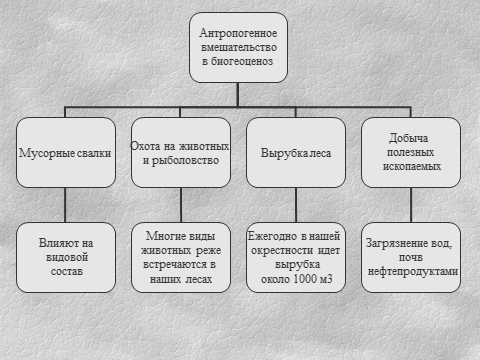 Антропогенное
вмешательство
в биогеоценоз
Мусорные свалки
Охота на животных
и рыболовство
Вырубка леса
Добыча
полезных
ископаемых
Влияют на
видовой
состав
Многие виды
животных реже
встречаются в
наших лесах
Ежегодно в нашей
окрестности идет
вырубка
около 1000 м3
Загрязнение вод,
почв
нефтепродуктами